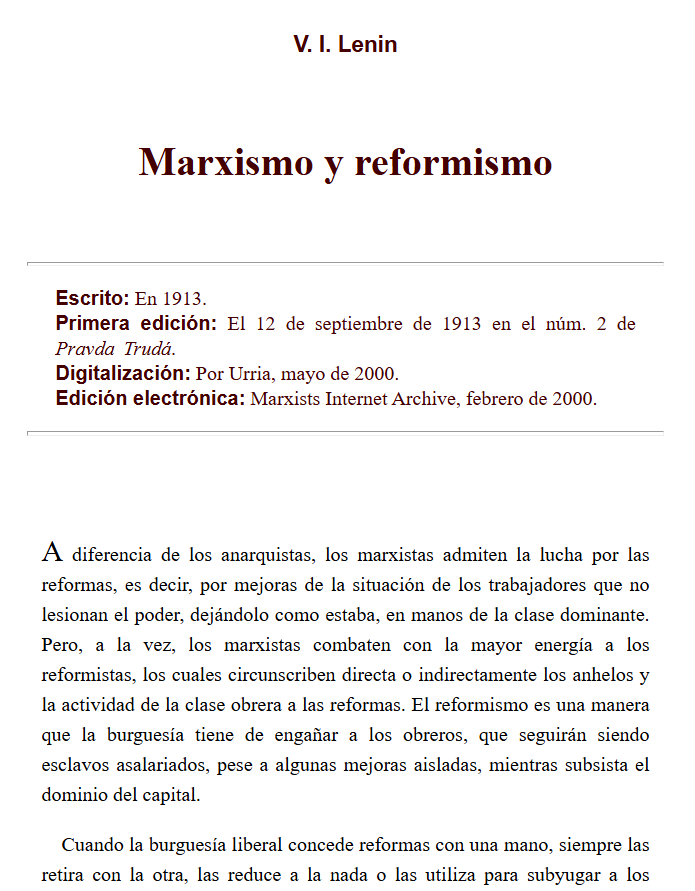 V. I. Lenin
Marxismo y reformismo
Escrito: En 1913.
Primera edición: El 12 de septiembre de 1913 en el núm. 2 de
Pravda Trudá.
Digitalización: Por Urria, mayo de 2000.
Edición electrónica: Marxists Internet Archive, febrero de 2000.
A diferencia de los anarquistas, los marxistas admiten la lucha por las
reformas, es decir, por mejoras de la situación de los trabajadores que no
lesionan el poder, dejándolo como estaba, en manos de la clase dominante.
Pero, a la vez, los marxistas combaten con la mayor energía a los
reformistas, los cuales circunscriben directa o indirectamente los anhelos y
la actividad de la clase obrera a las reformas. El reformismo es una manera
que la burguesía tiene de engañar a los obreros, que seguirán siendo
esclavos asalariados, pese a algunas mejoras aisladas, mientras subsista el
dominio del capital.
Cuando la burguesía liberal concede reformas con una mano, siempre las
retira con la otra, las reduce a la nada o las utiliza para subyugar a los